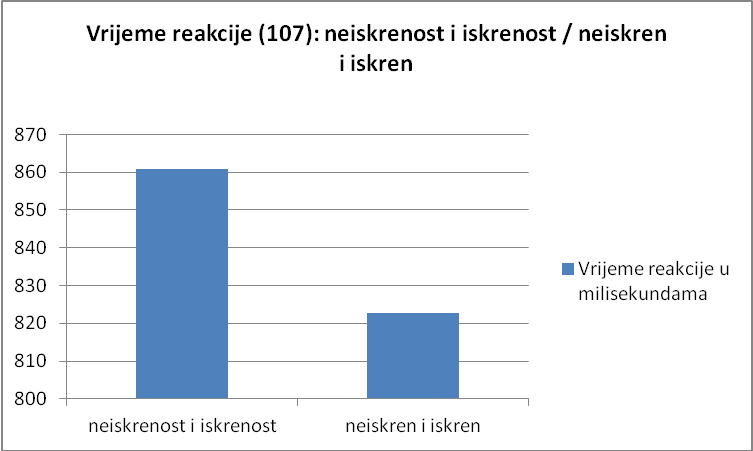 Vrijeme reakcije (107): neiskrenost i iskrenost / neiskren
i iskren
870
860
850
840
830
820
810
800
neiskrenost i iskrenost
neiskren i iskren
Vrijeme reakcije u
milisekundama